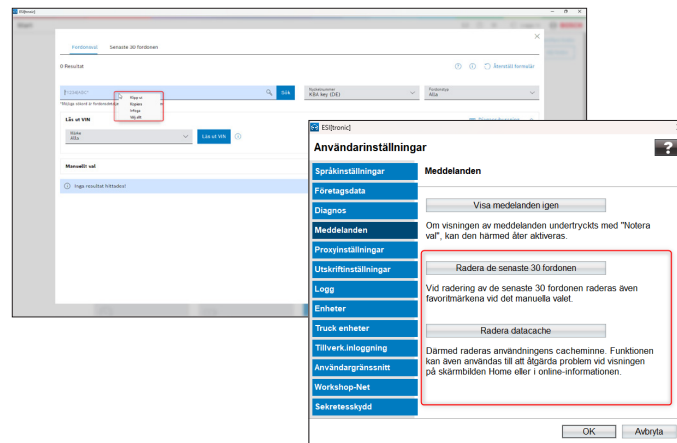 ESI[tronic]
Fordonsval
Senaste 30 fordonen
0 Resultat
Återställ formulär
Sök
Nyckelnummer
KBA key (DE)
Fordonstyp
Alla
Klipp ut
Kopiera
Infoga
Välj allt
Läs ut VIN
Märke
Alla
Läs ut VIN
Manuellt val
Inga resultat hittades!
ESI[tronic]
Användarinställningar
?
Språkinställningar
Företagsdata
Diagnos
Meddelanden
Proxyinställningar
Utskriftinställningar
Logg
Enheter
Truck enheter
Tillverk.inloggning
Användargränssnitt
Workshop-Net
Sekretesskydd
Meddelanden
Visa medelanden igen
Om visningen av meddelanden undertryckts med "Notera
val", kan den härmed åter aktiveras.
Radera de senaste 30 fordonen
Vid radering av de senaste 30 fordonen raderas även
favoritmärkena vid det manuella valet.
Radera datacache
Därmed raderas användningens cacheminne. Funktionen
kan även användas till att åtgärda problem vid visningen
på skärmbilden Home eller i online-informationen.
OK
Avbryta